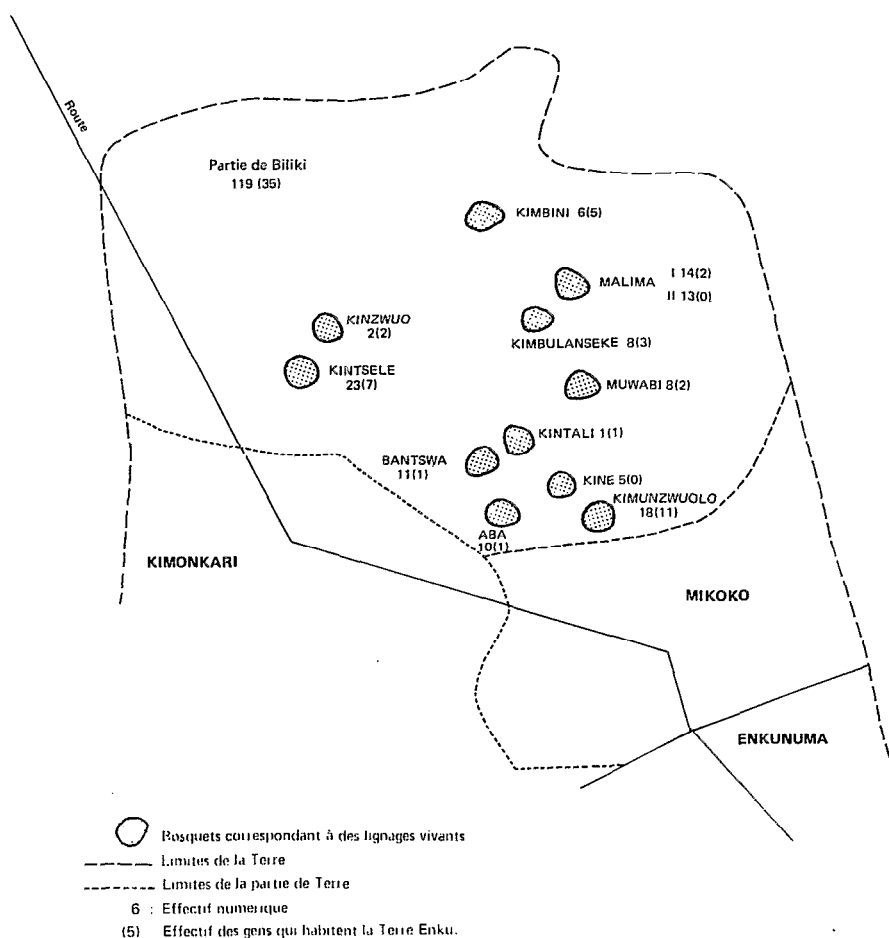 Route
Partie de Biliki
119 (35)
KIMBINI 6(5)
MALIMA I 14(2)
II 13(0)
KINZWUO
2(2)
KIMBULANSEKE 8(3)
KINTSELE
23(7)
MUWABI 8(2)
KINTALI 1(1)
BANTSWA
11(1)
KINE 5(0)
KIMUNZWUOLO
18(11)
ABA
10(1)
KIMONKARI
MIKOKO
ENKUNUMA
Bosquets correspondant à des lignages vivants
Limites de la Terre
Limites de la partie de Terre
6 : Effectif numerique
(5) Effectif des gens qui habitent la Terre Enku.